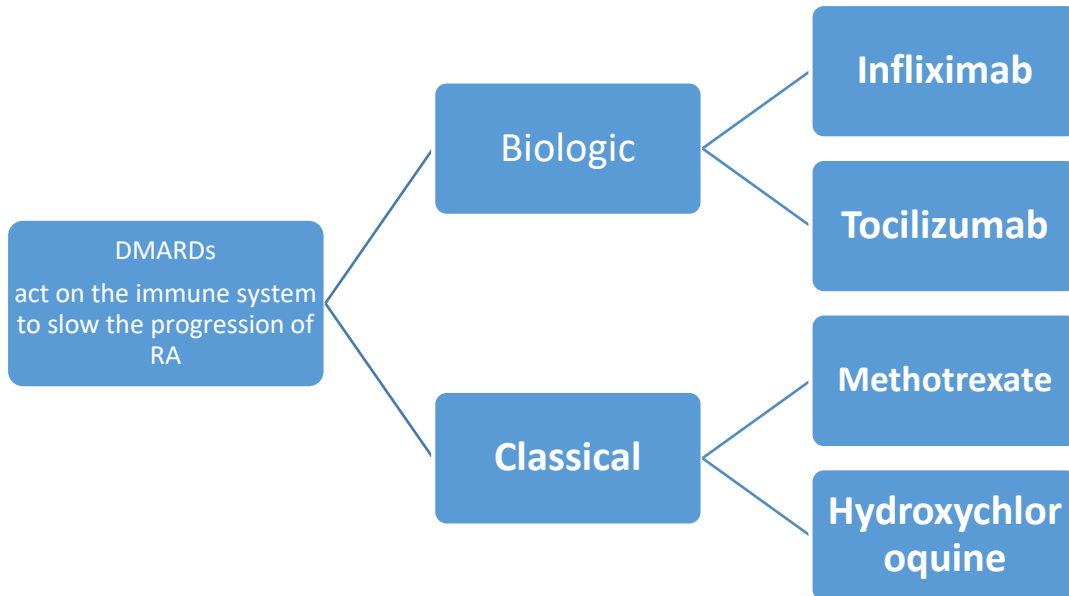 DMARDs
act on the immune system
to slow the progression of
RA
Biologic
Infliximab
Tocilizumab
Classical
Methotrexate
Hydroxychlor
oquine